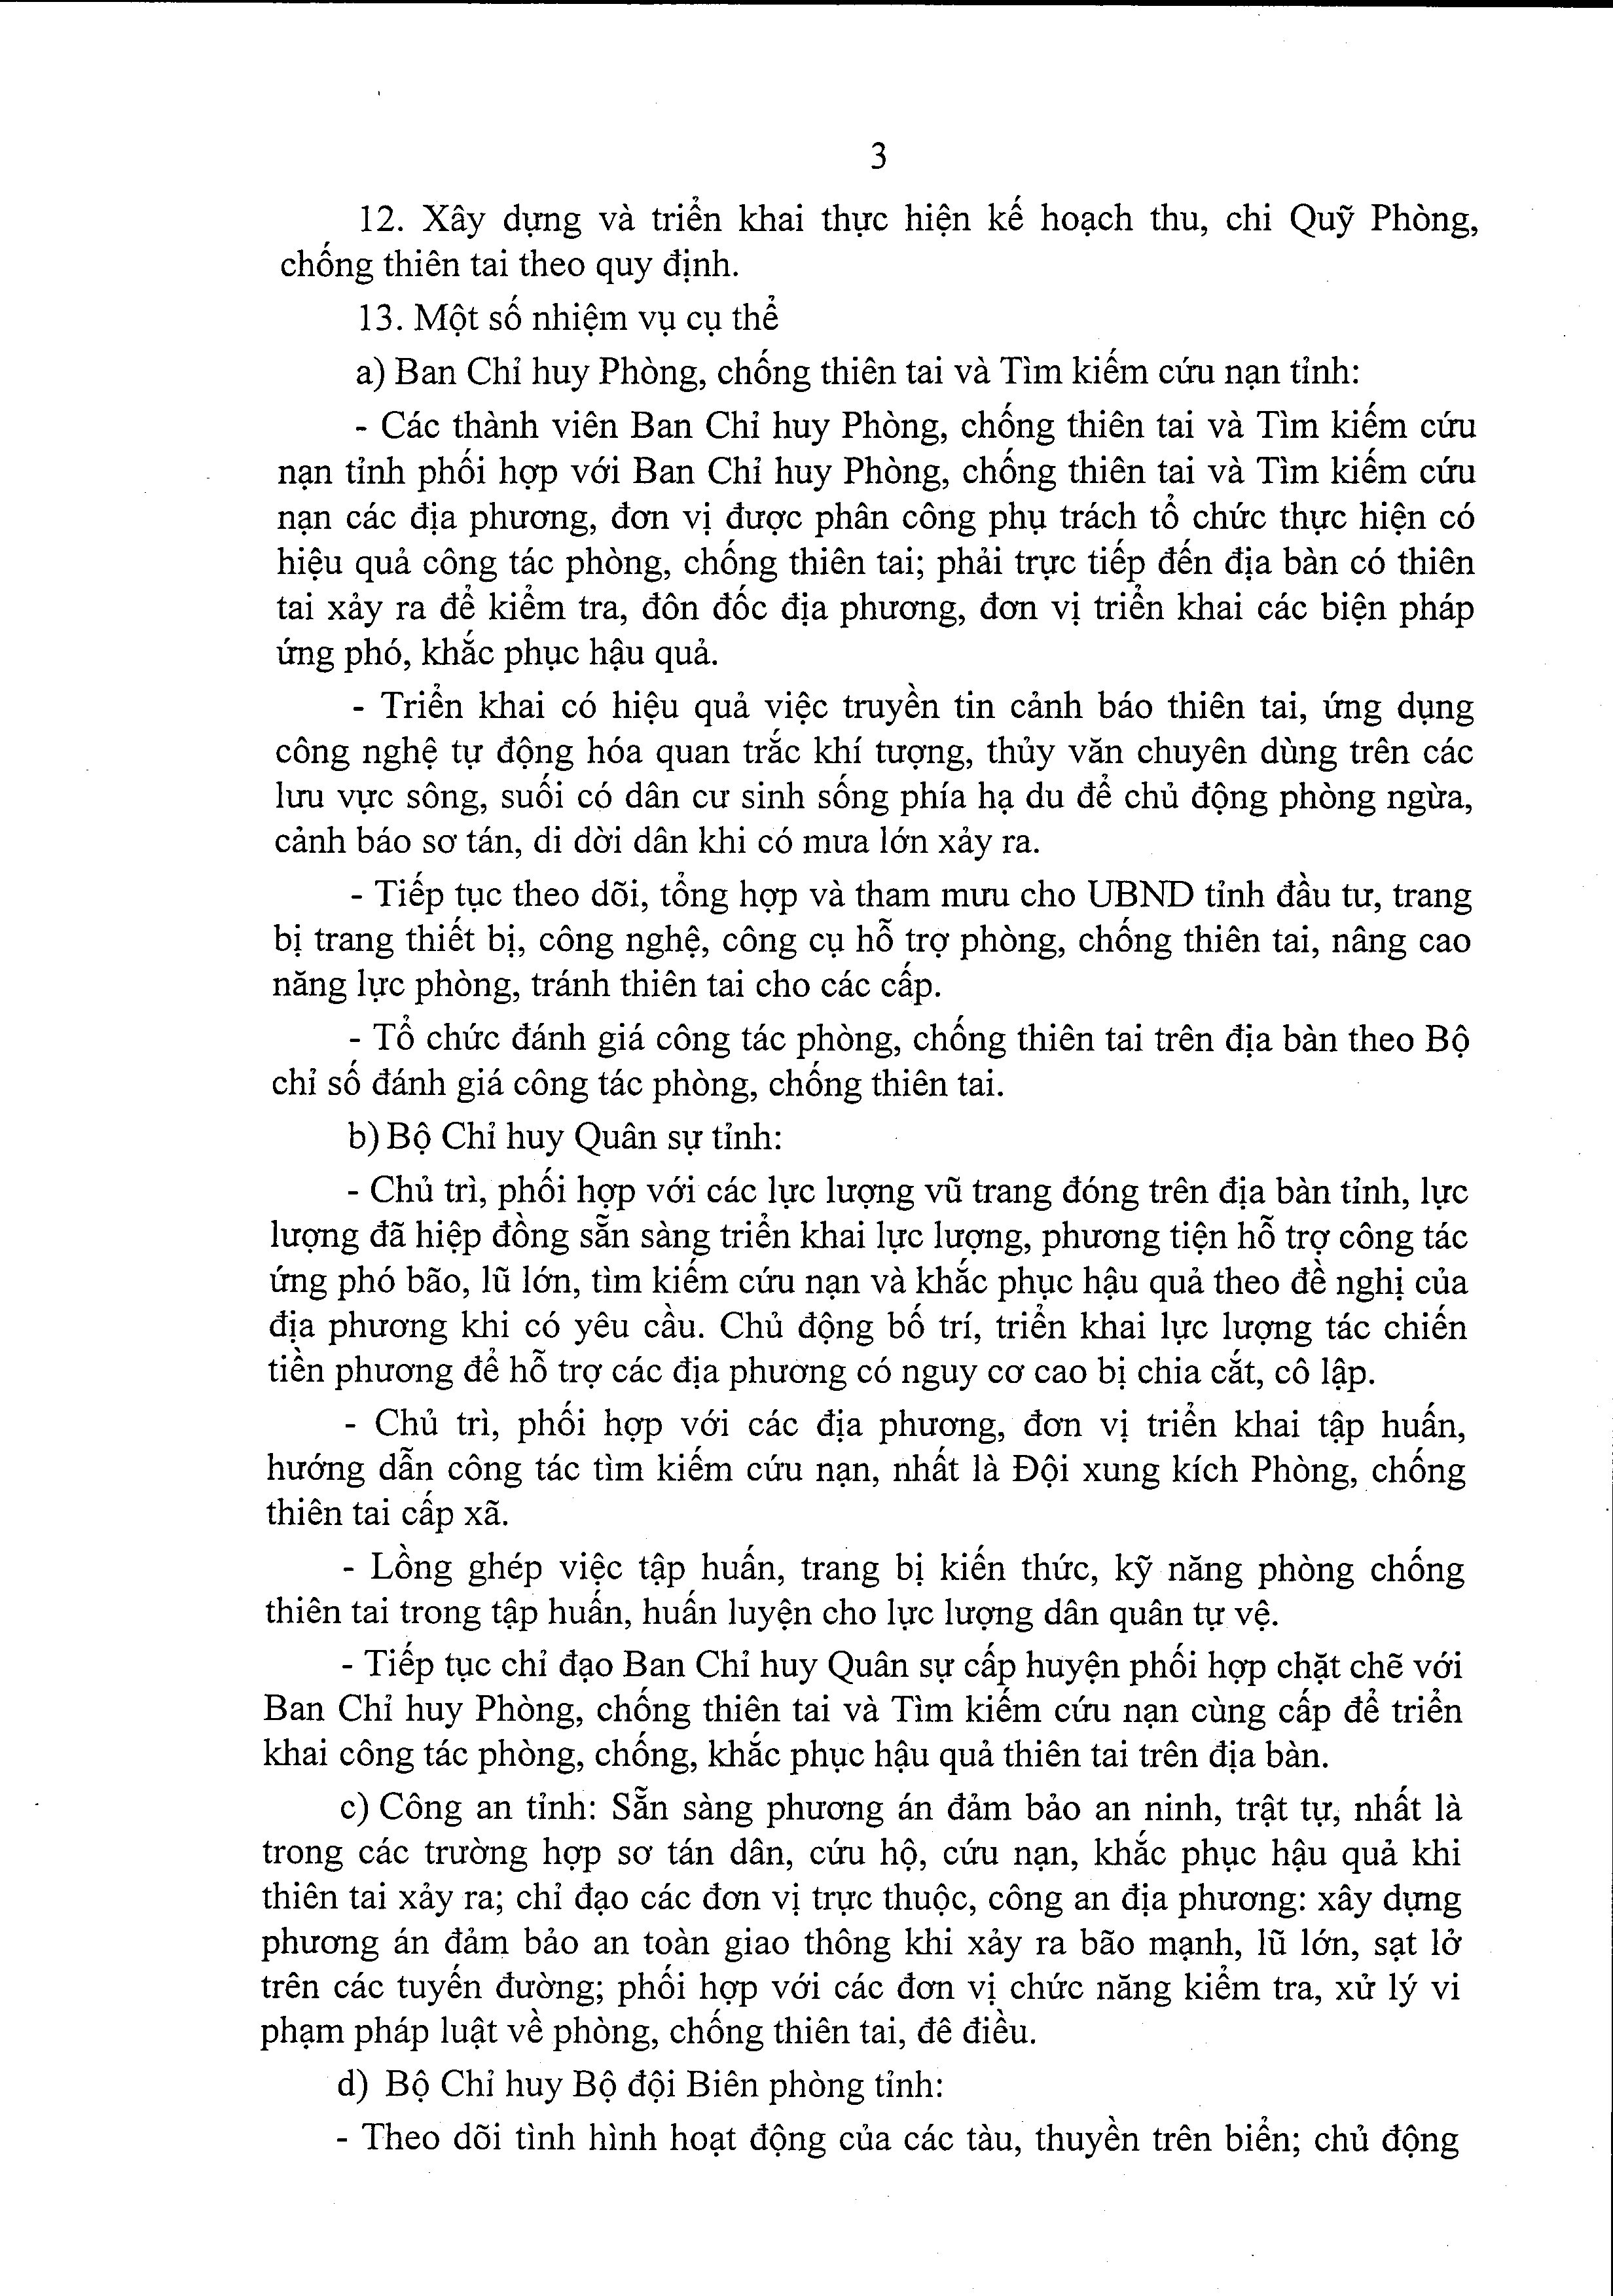 3
12. Xây dựng và triển khai thực hiện kế hoạch thu, chi Quỹ Phòng,
chống thiên tai theo quy định.
13. Một số nhiệm vụ cụ thể
a) Ban Chỉ huy Phòng, chống thiên tai và Tìm kiếm cứu nạn tỉnh:
- Các thành viên Ban Chỉ huy Phòng, chống thiên tai và Tìm kiếm cứu
nạn tỉnh phối hợp với Ban Chỉ huy Phòng, chống thiên tai và Tìm kiếm cứu
nạn các địa phương, đơn vị được phân công phụ trách tổ chức thực hiện có
hiệu quả công tác phòng, chống thiên tai; phải trực tiếp đến địa bàn có thiên
tai xảy ra để kiểm tra, đôn đốc địa phương, đơn vị triển khai các biện pháp
ứng phó, khắc phục hậu quả.
- Triển khai có hiệu quả việc truyền tin cảnh báo thiên tai, ứng dụng
công nghệ tự động hóa quan trắc khí tượng, thủy văn chuyên dùng trên các
lưu vực sông, suối có dân cư sinh sống phía hạ du để chủ động phòng ngừa,
cảnh báo sơ tán, di dời dân khi có mưa lớn xảy ra.
- Tiếp tục theo dõi, tổng hợp và tham mưu cho UBND tỉnh đầu tư, trang
bị trang thiết bị, công nghệ, công cụ hỗ trợ phòng, chống thiên tai, nâng cao
năng lực phòng, tránh thiên tai cho các cấp.
- Tổ chức đánh giá công tác phòng, chống thiên tai trên địa bàn theo Bộ
chỉ số đánh giá công tác phòng, chống thiên tai.
b) Bộ Chỉ huy Quân sự tỉnh:
- Chủ trì, phối hợp với các lực lượng vũ trang đóng trên địa bàn tỉnh, lực
lượng đã hiệp đồng sẵn sàng triển khai lực lượng, phương tiện hỗ trợ công tác
ứng phó bão, lũ lớn, tìm kiếm cứu nạn và khắc phục hậu quả theo đề nghị của
địa phương khi có yêu cầu. Chủ động bố trí, triển khai lực lượng tác chiến
tiền phương để hỗ trợ các địa phương có nguy cơ cao bị chia cắt, cô lập.
- Chủ trì, phối hợp với các địa phương, đơn vị triển khai tập huấn,
hướng dẫn công tác tìm kiếm cứu nạn, nhất là Đội xung kích Phòng, chống
thiên tai cấp xã.
- Lồng ghép việc tập huấn, trang bị kiến thức, kỹ năng phòng chống
thiên tai trong tập huấn, huấn luyện cho lực lượng dân quân tự vệ.
- Tiếp tục chỉ đạo Ban Chỉ huy Quân sự cấp huyện phối hợp chặt chẽ với
Ban Chỉ huy Phòng, chống thiên tai và Tìm kiếm cứu nạn cùng cấp để triển
khai công tác phòng, chống, khắc phục hậu quả thiên tai trên địa bàn.
c) Công an tỉnh: Sẵn sàng phương án đảm bảo an ninh, trật tự, nhất là
trong các trường hợp sơ tán dân, cứu hộ, cứu nạn, khắc phục hậu quả khi
thiên tai xảy ra; chỉ đạo các đơn vị trực thuộc, công an địa phương: xây dựng
phương án đảm bảo an toàn giao thông khi xảy ra bão mạnh, lũ lớn, sạt lở
trên các tuyến đường; phối hợp với các đơn vị chức năng kiểm tra, xử lý vi
phạm pháp luật về phòng, chống thiên tai, đê điều.
d) Bộ Chỉ huy Bộ đội Biên phòng tỉnh:
- Theo dõi tình hình hoạt động của các tàu, thuyền trên biển; chủ động